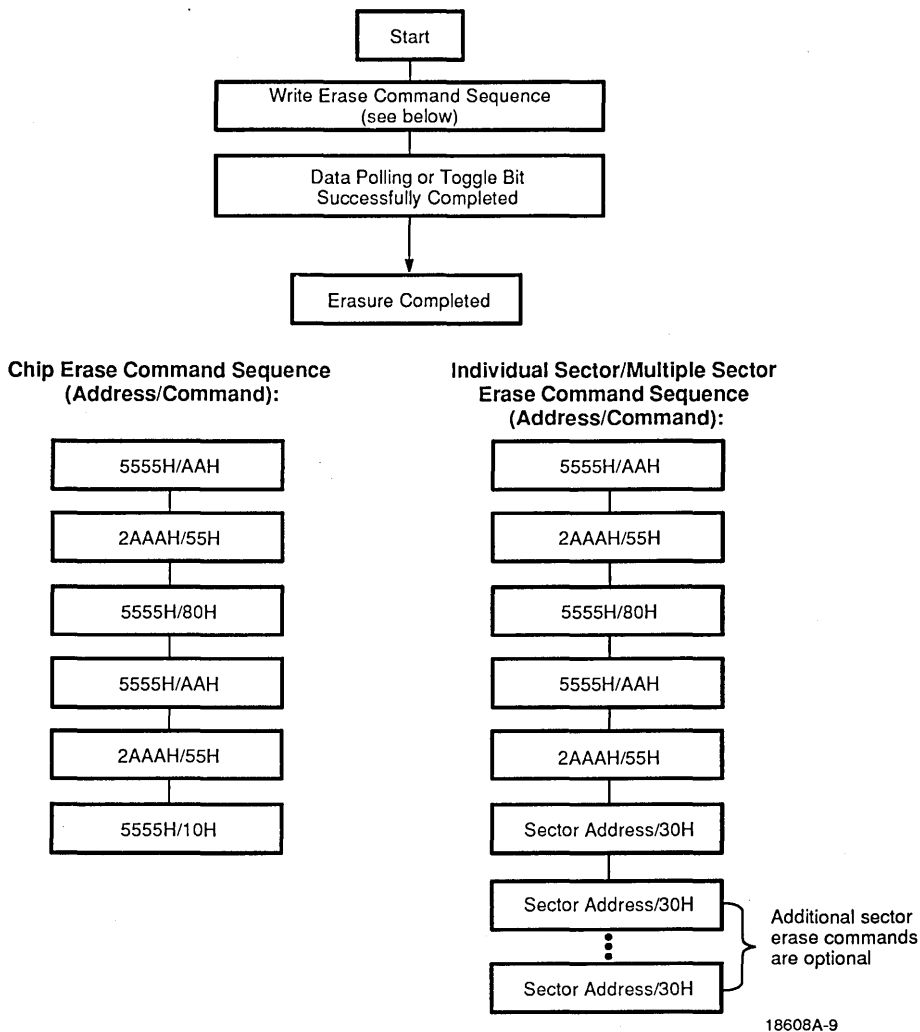 Start
Write Erase Command Sequence
(see below)
Data Polling or Toggle Bit
Successfully Completed
Erasure Completed
Chip Erase Command Sequence
(Address/Command):
5555H/AAH
2AAAH/55H
5555H/80H
5555H/AAH
2AAAH/55H
5555H/10H
Individual Sector/Multiple Sector
Erase Command Sequence
(Address/Command):
5555H/AAH
2AAAH/55H
5555H/80H
5555H/AAH
2AAAH/55H
Sector Address/30H
Sector Address/30H
Sector Address/30H
Additional sector
erase commands
are optional
18608A-9